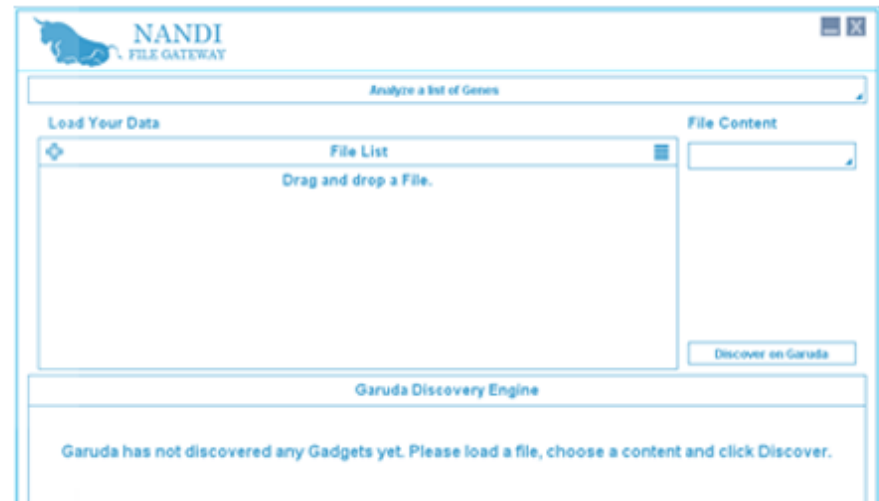 NANDI
FILE GATEWAY
Analyze a list of Genes
Load Your Data
File Content
File List
Drag and drop a File.
Discover on Garuda
Garuda Discovery Engine
Garuda has not discovered any Gadgets yet. Please load a file, choose a content and click Discover.